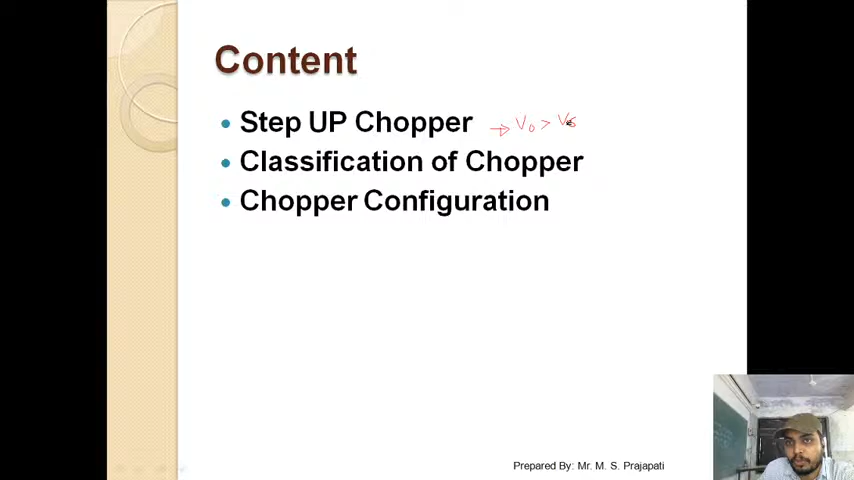 Content
• Step UP Chopper → V0 > Vs
• Classification of Chopper
• Chopper Configuration
Prepared By: Mr. M. S. Prajapati